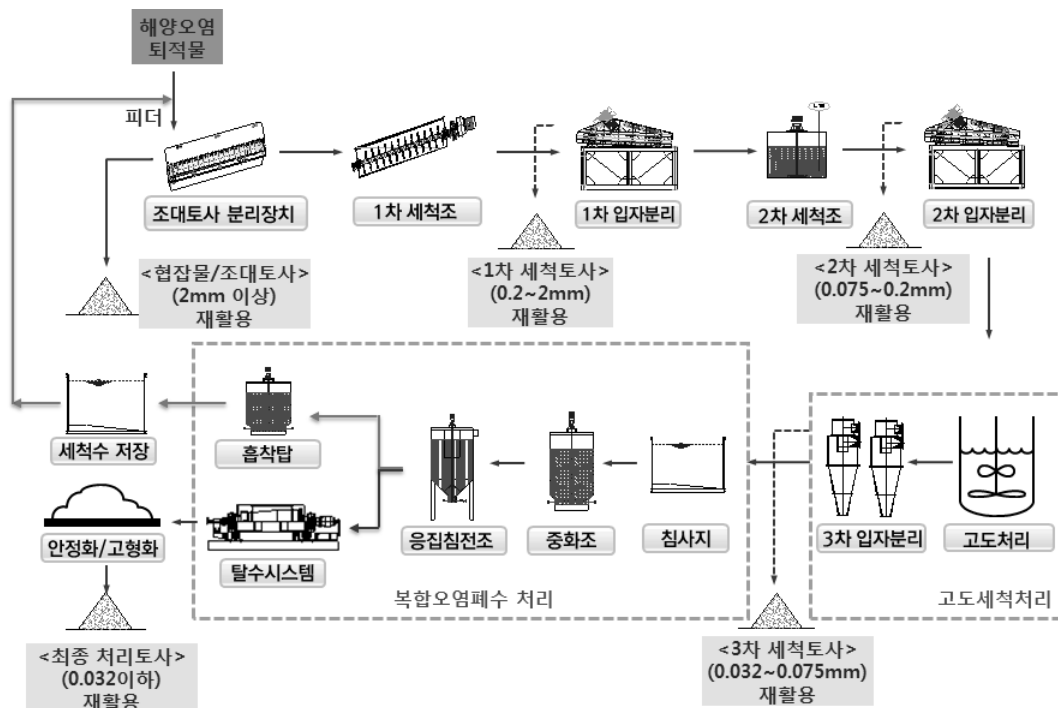 해양오염
퇴적물
피더
조대토사 분리장치
1차 세척조
1차 입자분리
2차 세척조
2차 입자분리
<협잡물/조대토사>
(2mm 이상)
재활용
<1차 세척토사>
(0.2~2mm)
재활용
<2차 세척토사>
(0.075~0.2mm)
재활용
세척수 저장
흡착탑
안정화/고형화
탈수시스템
응집침전조
중화조
침사지
3차 입자분리
고도처리
복합오염폐수 처리
고도세척처리
<최종 처리토사>
(0.032이하)
재활용
<3차 세척토사>
(0.032~0.075mm)
재활용